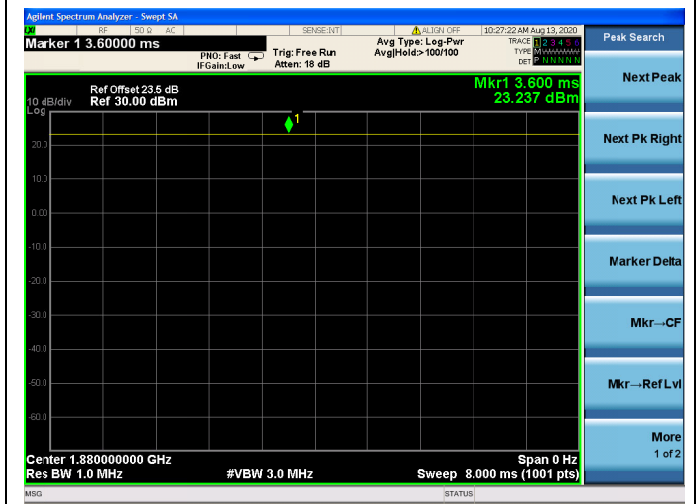 Agilent Spectrum Analyzer - Swept SA
LXI RF 50 Ω AC SENSE:INT ALIGN OFF 10:27:22 AM Aug 13, 2020
Marker 1 3.60000 ms
PNO: Fast
IFGain:Low
Trig: Free Run
Atten: 18 dB
Avg Type: Log-Pwr
Avg|Hold:>100/100
TRACE 1 2 3 4 5 6
TYPE MWWWWW
DET P N N N N N
Peak Search
Ref Offset 23.5 dB
10 dB/div Ref 30.00 dBm
Log
Mkr1 3.600 ms
23.237 dBm
1
20.0
10.0
0.00
-10.0
-20.0
-30.0
-40.0
-50.0
-60.0
Center 1.880000000 GHz
Span 0 Hz
Res BW 1.0 MHz
#VBW 3.0 MHz
Sweep 8.000 ms (1001 pts)
MSG
STATUS
Next Peak
Next Pk Right
Next Pk Left
Marker Delta
Mkr→CF
Mkr→Ref Lvl
More
1 of 2